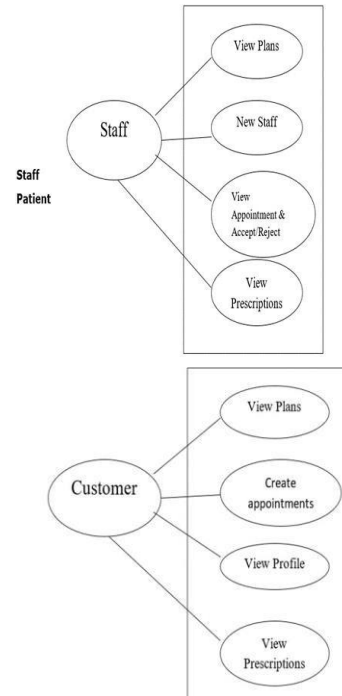 View Plans
Staff
New Staff
Staff
Patient
View
Appointment &
Accept/Reject
View
Prescriptions
View Plans
Customer
Create
appointments
View Profile
View
Prescriptions